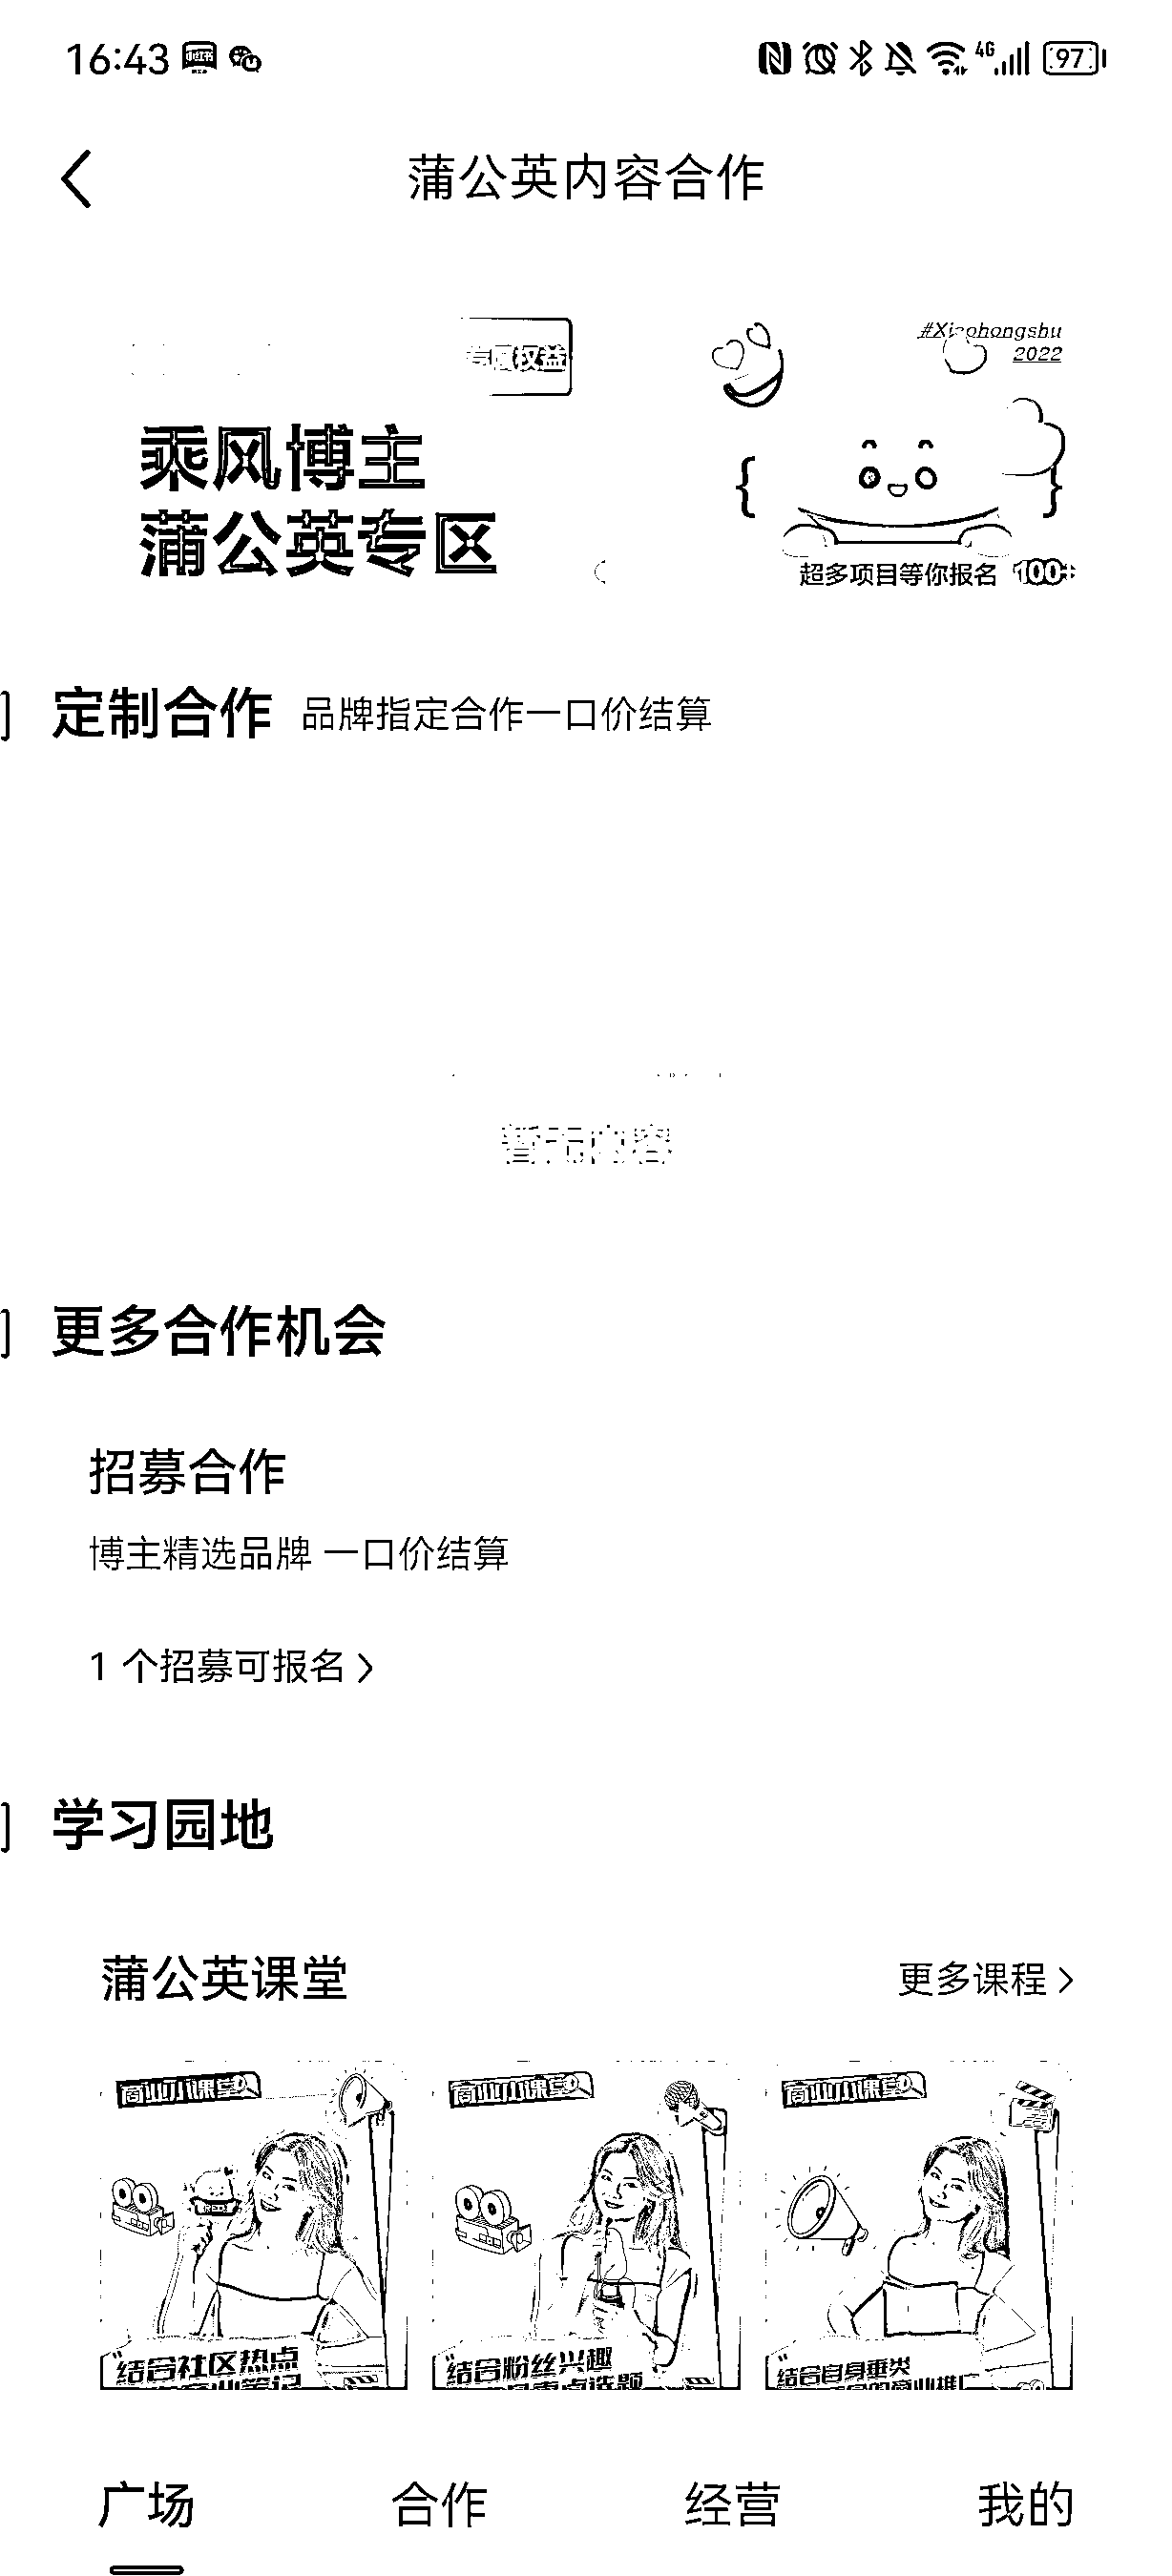 16:43
4G
97
蒲公英内容合作
专属权益
#Xiaohongshu
2022
乘风博主
蒲公英专区
超多项目等你报名 100+
定制合作 品牌指定合作一口价结算
暂无内容
更多合作机会
招募合作
博主精选品牌 一口价结算
1 个招募可报名
学习园地
蒲公英课堂 更多课程
商业小课堂 商业小课堂 商业小课堂
结合社区热点 结合粉丝兴趣 结合自身垂类
广场 合作 经营 我的